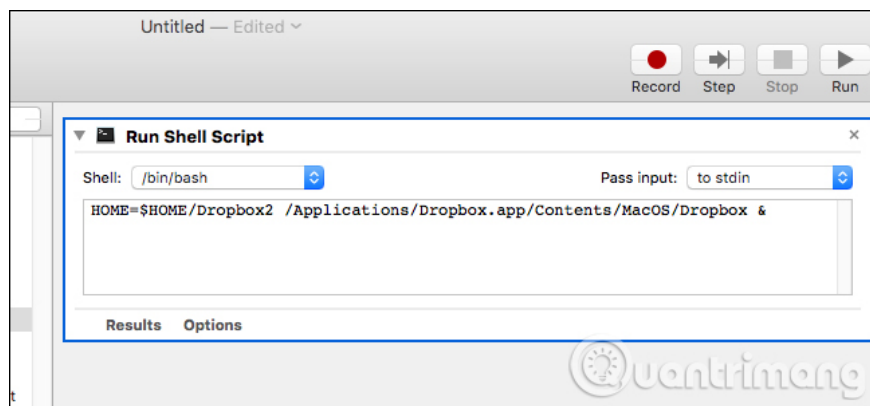 Untitled — Edited
Record Step Stop Run
Run Shell Script
Shell: /bin/bash Pass input: to stdin
HOME=$HOME/Dropbox2 /Applications/Dropbox.app/Contents/MacOS/Dropbox &
Results Options
Quantrimang
t